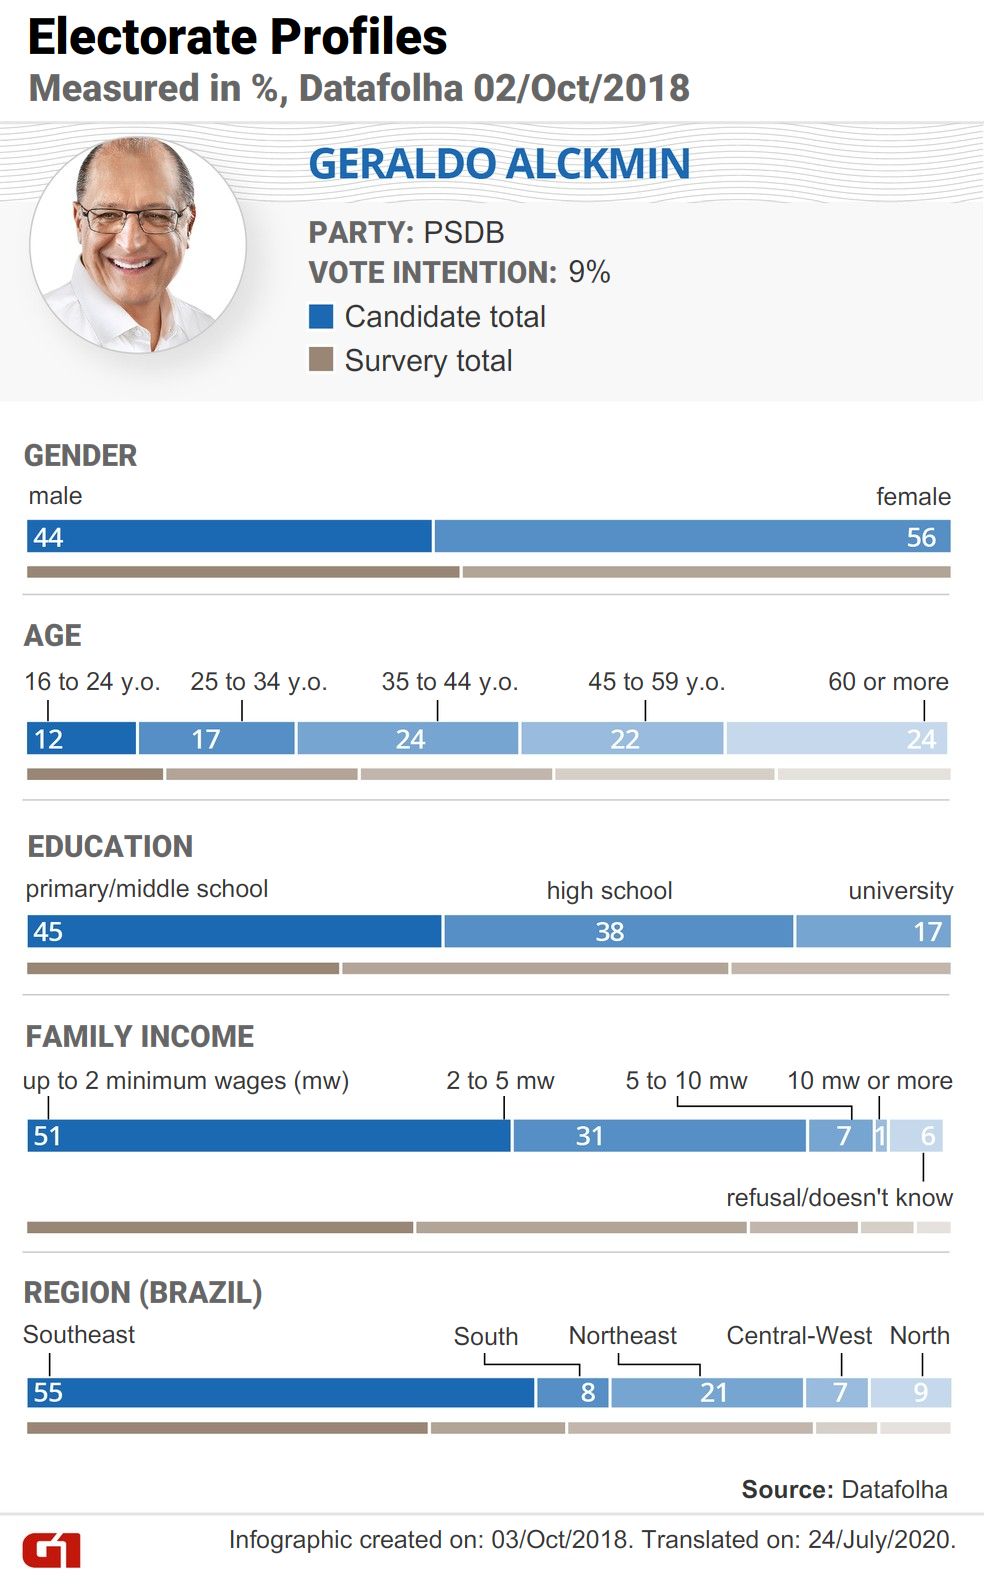 Electorate Profiles
Measured in %, Datafolha 02/Oct/2018
GERALDO ALCKMIN
PARTY: PSDB
VOTE INTENTION: 9%
Candidate total
Survery total
GENDER
male female
44 56
AGE
16 to 24 y.o. 25 to 34 y.o. 35 to 44 y.o. 45 to 59 y.o. 60 or more
12 17 24 22 24
EDUCATION
primary/middle school high school university
45 38 17
FAMILY INCOME
up to 2 minimum wages (mw) 2 to 5 mw 5 to 10 mw 10 mw or more
51 31 7 1 6
refusal/doesn't know
REGION (BRAZIL)
Southeast South Northeast Central-West North
55 8 21 7 9
Source: Datafolha
G1 Infographic created on: 03/Oct/2018. Translated on: 24/July/2020.